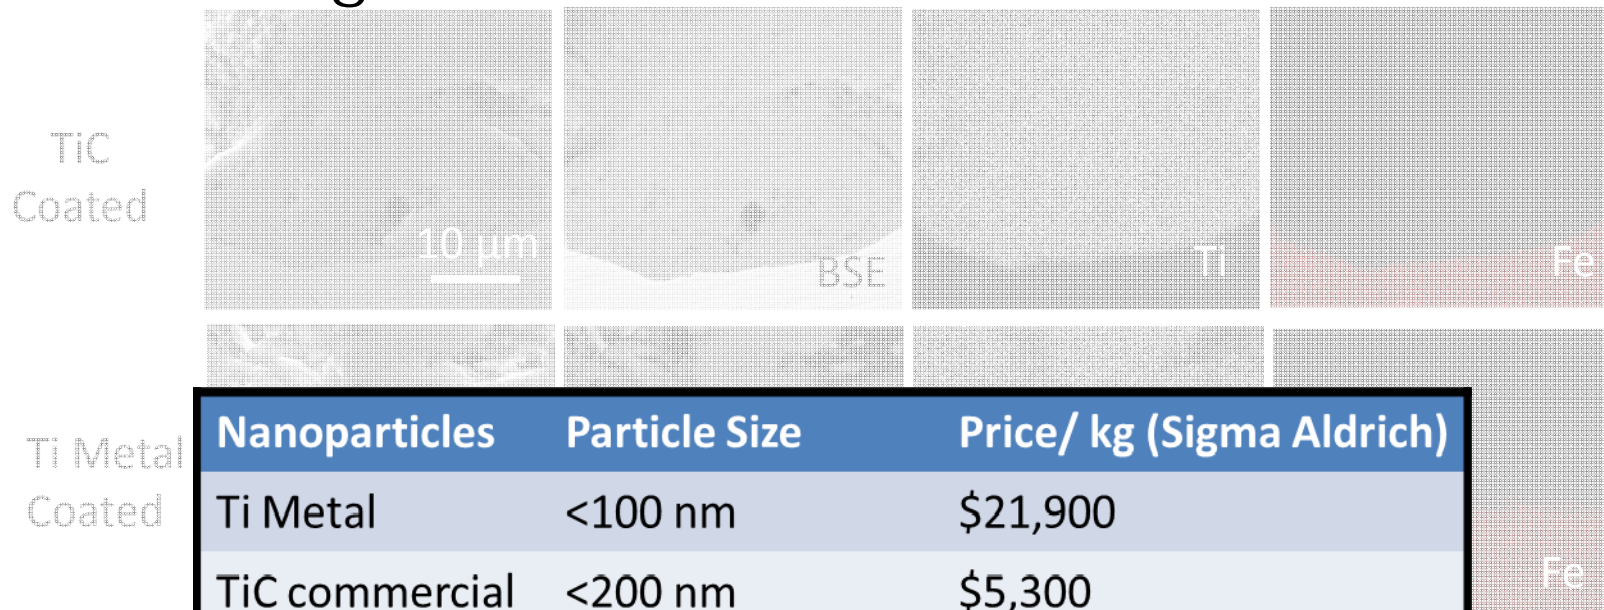 TiC
Coated
10 µm
BSE
Ti
Fe
Ti Metal
Coated
Nanoparticles Particle Size Price/ kg (Sigma Aldrich)
Ti Metal <100 nm $21,900
TiC commercial <200 nm $5,300
Fe